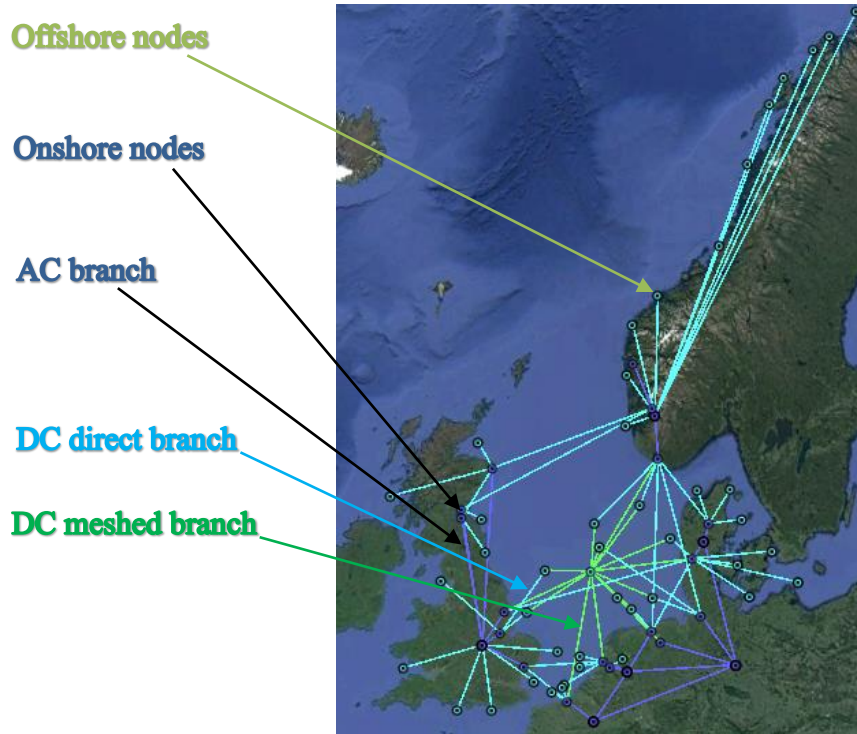 Offshore nodes
Onshore nodes
AC branch
DC direct branch
DC meshed branch